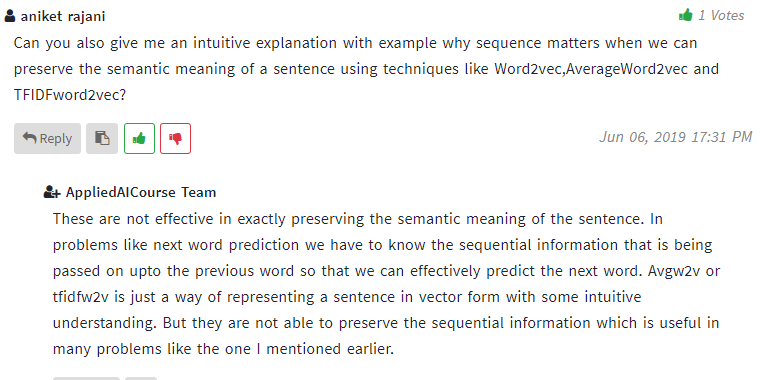 aniket rajani
1 Votes
Can you also give me an intuitive explanation with example why sequence matters when we can
preserve the semantic meaning of a sentence using techniques like Word2vec,AverageWord2vec and
TFIDFword2vec?
Reply
Jun 06, 2019 17:31 PM
AppliedAICourse Team
These are not effective in exactly preserving the semantic meaning of the sentence. In
problems like next word prediction we have to know the sequential information that is being
passed on upto the previous word so that we can effectively predict the next word. Avgw2v or
tfidfw2v is just a way of representing a sentence in vector form with some intuitive
understanding. But they are not able to preserve the sequential information which is useful in
many problems like the one I mentioned earlier.